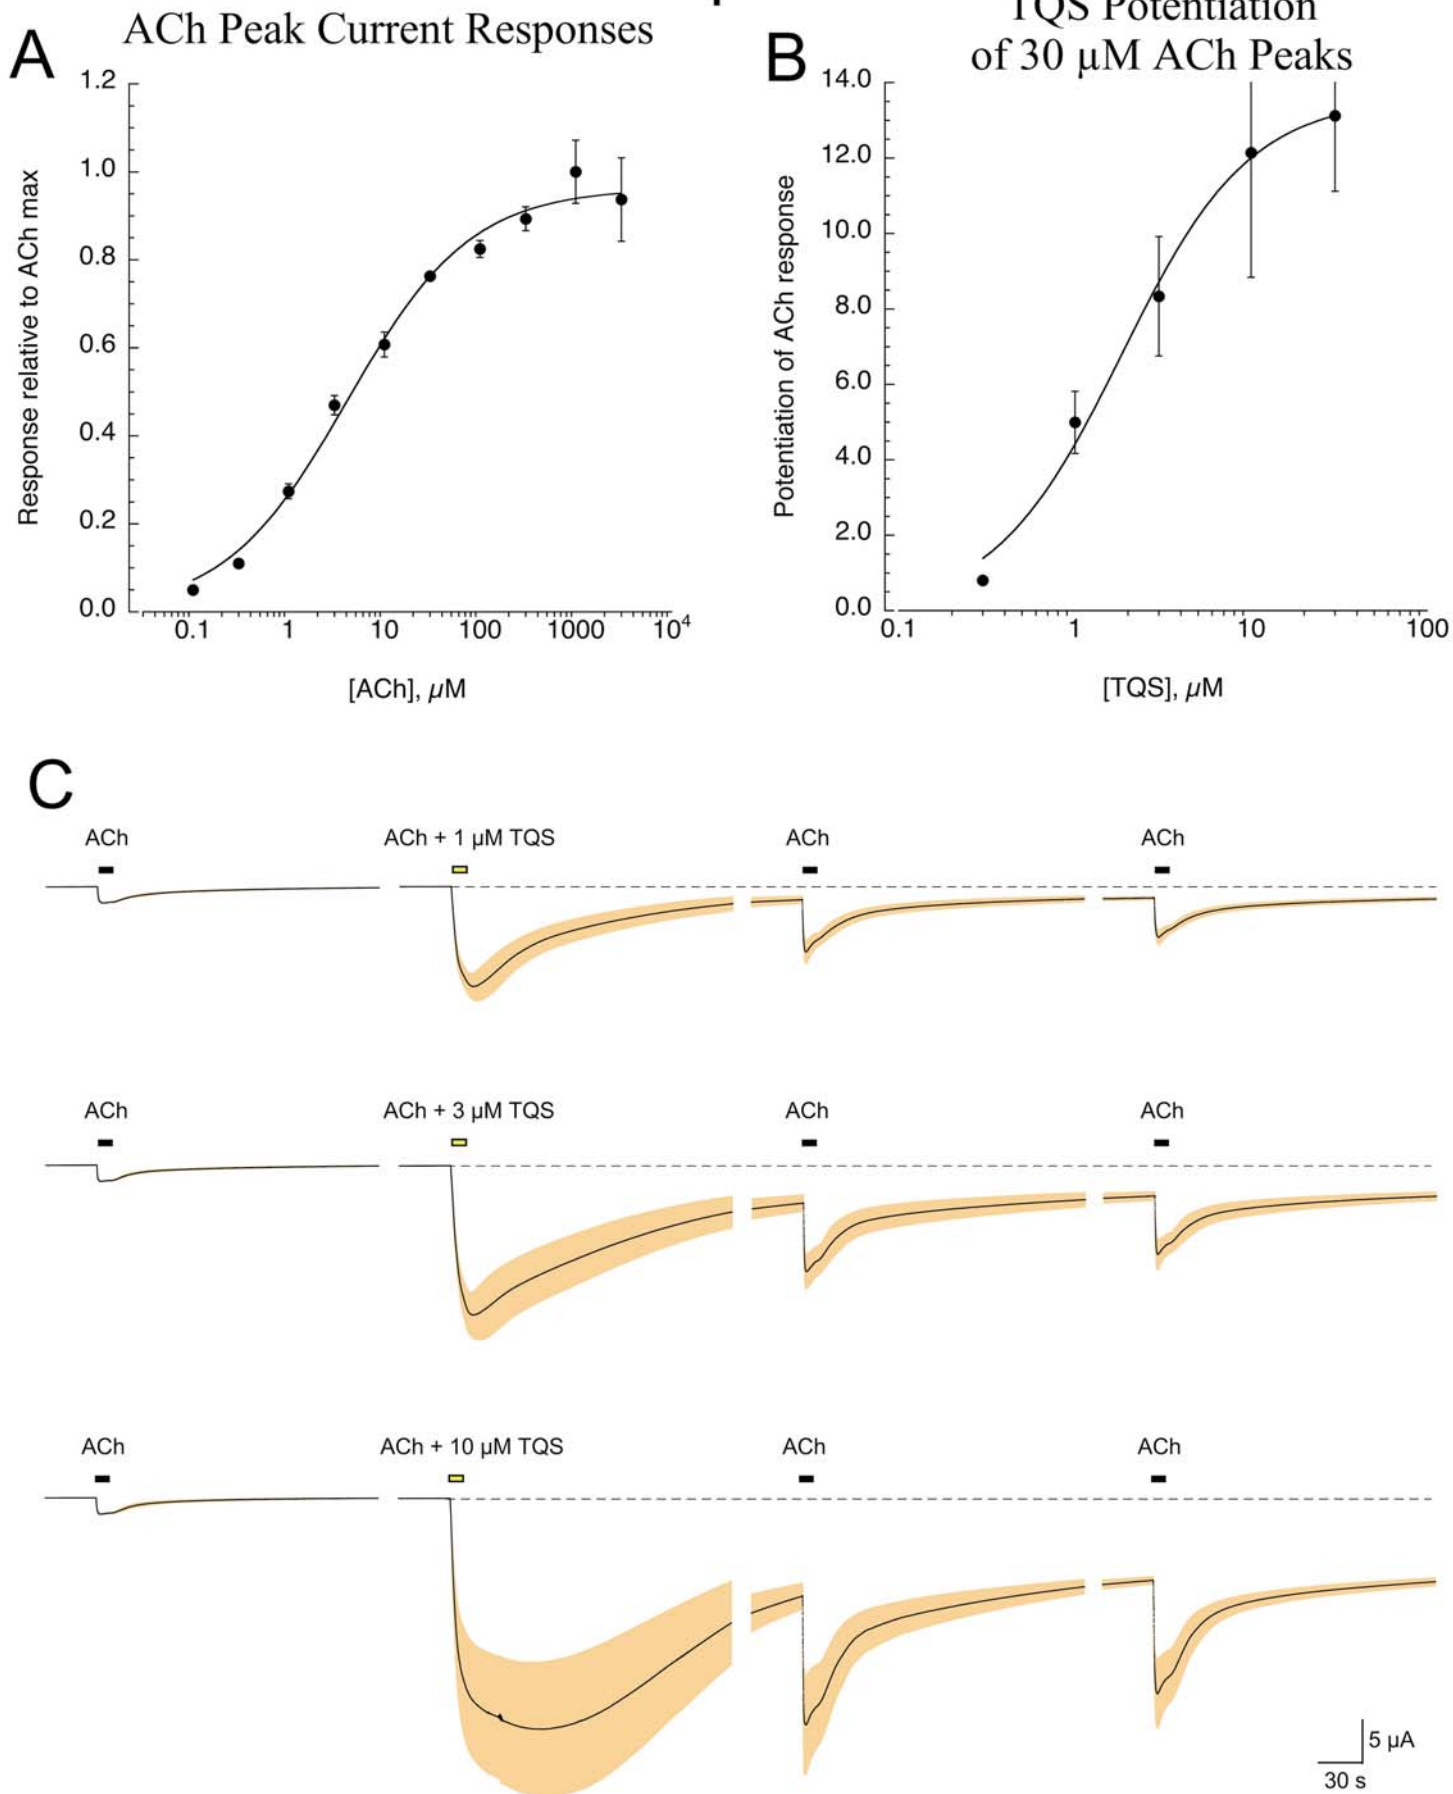 A
ACh Peak Current Responses
Response relative to ACh max
1.2
1.0
0.8
0.6
0.4
0.2
0.0
0.1 1 10 100 1000 10⁴
[ACh], µM
B
TQS Potentiation
of 30 µM ACh Peaks
Potentiation of ACh response
14.0
12.0
10.0
8.0
6.0
4.0
2.0
0.0
0.1 1 10 100
[TQS], µM
C
ACh ACh + 1 µM TQS ACh ACh
ACh ACh + 3 µM TQS ACh ACh
ACh ACh + 10 µM TQS ACh ACh
5 µA
30 s